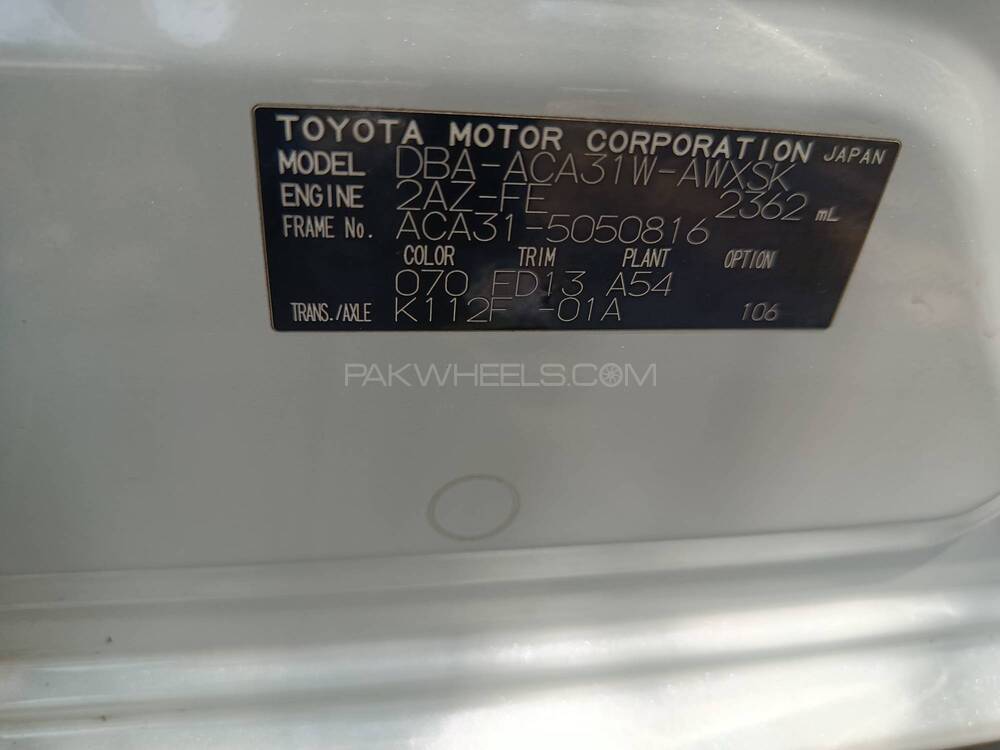 TOYOTA MOTOR CORPORATION JAPAN
MODEL DBA-ACA31W-AWXSK
ENGINE 2AZ-FE 2362 mL
FRAME No. ACA31-5050816
COLOR TRIM PLANT OPTION
070 FD13 A54
TRANS./AXLE K112F -01A 106
PAKWHEELS.COM